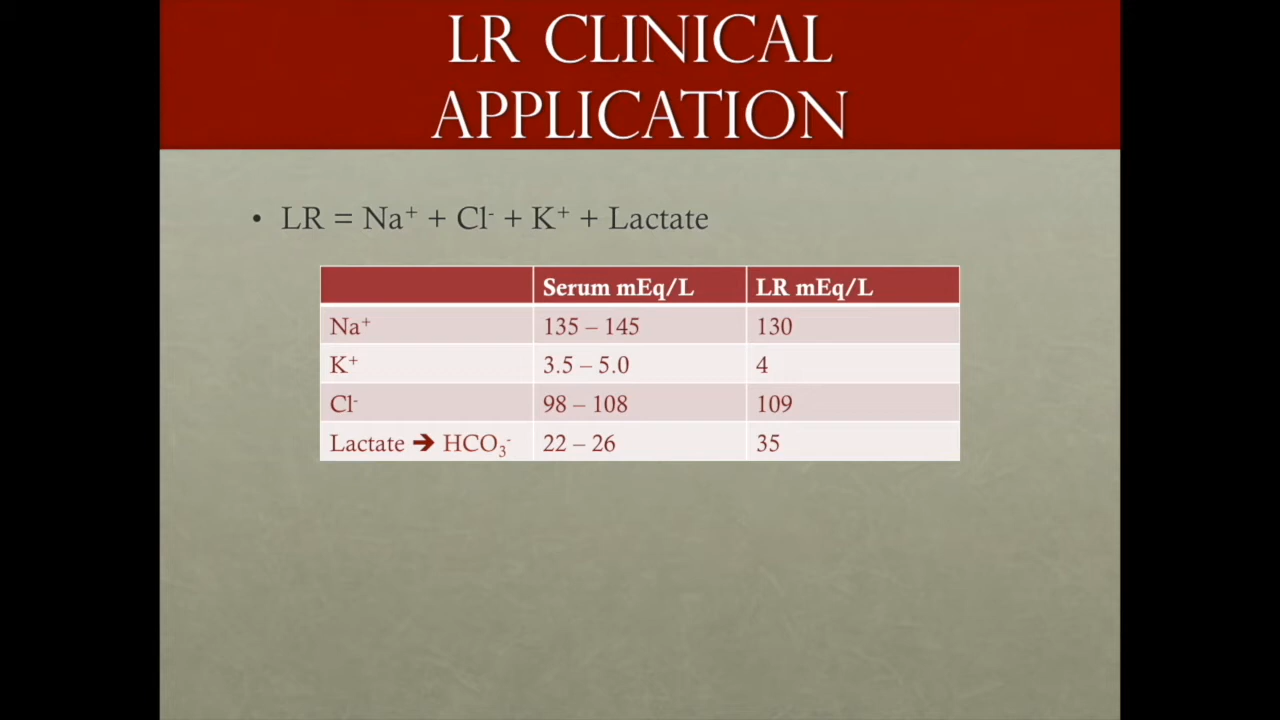 LR CLINICAL
APPLICATION
• LR = Na⁺ + Cl⁻ + K⁺ + Lactate
Serum mEq/L LR mEq/L
Na⁺ 135 – 145 130
K⁺ 3.5 – 5.0 4
Cl⁻ 98 – 108 109
Lactate ➔ HCO₃⁻ 22 – 26 35